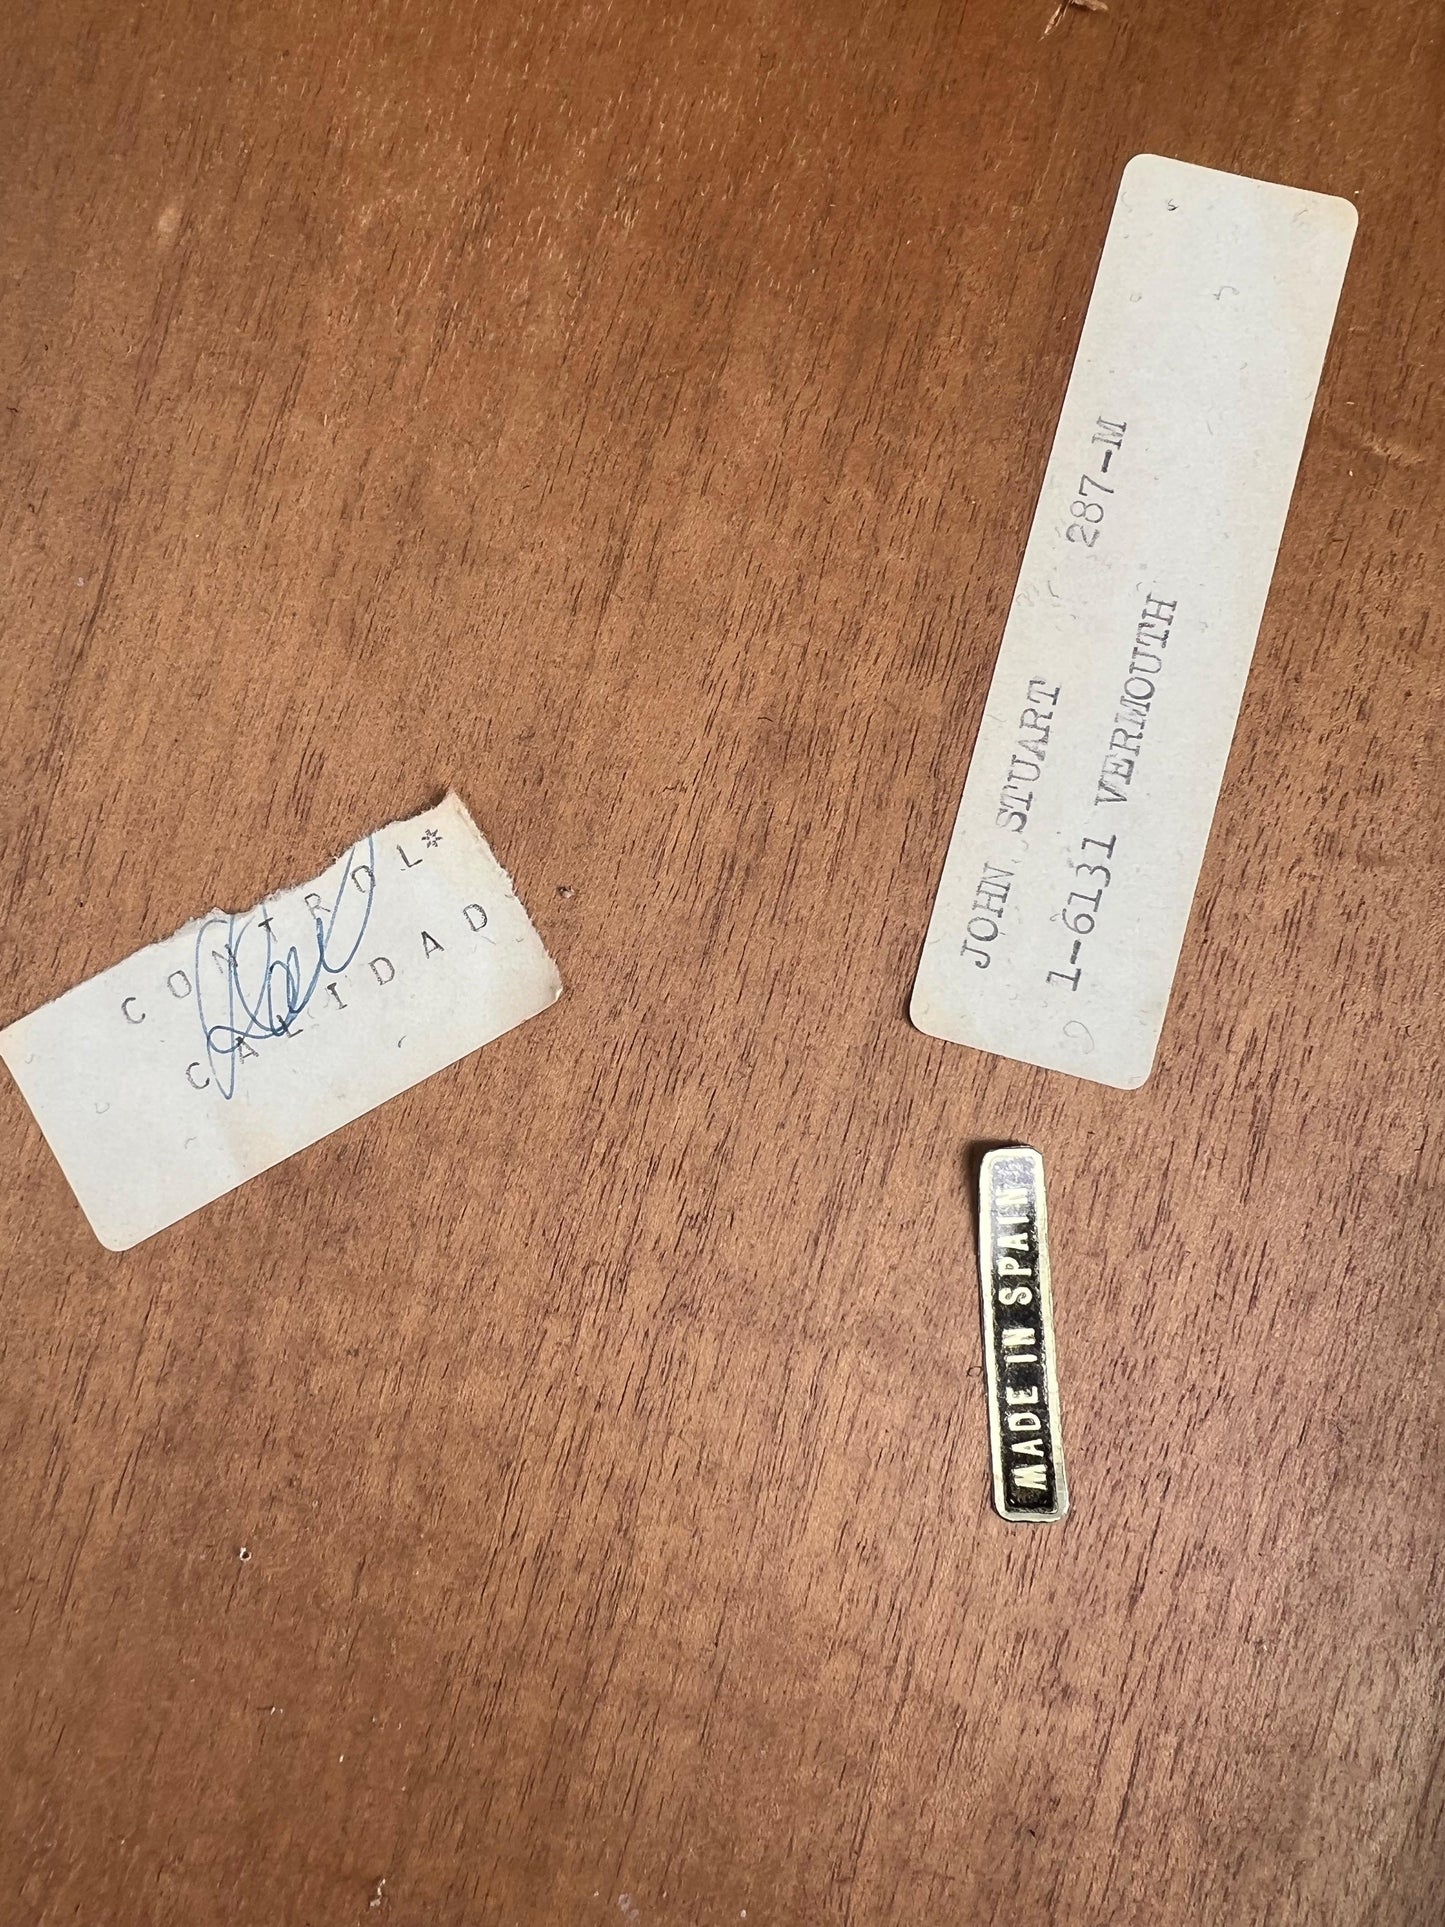 CONTROL*
CALIDAD
JOHN STUART 287-M
1-6131 VERMOUTH
MADE IN SPAIN